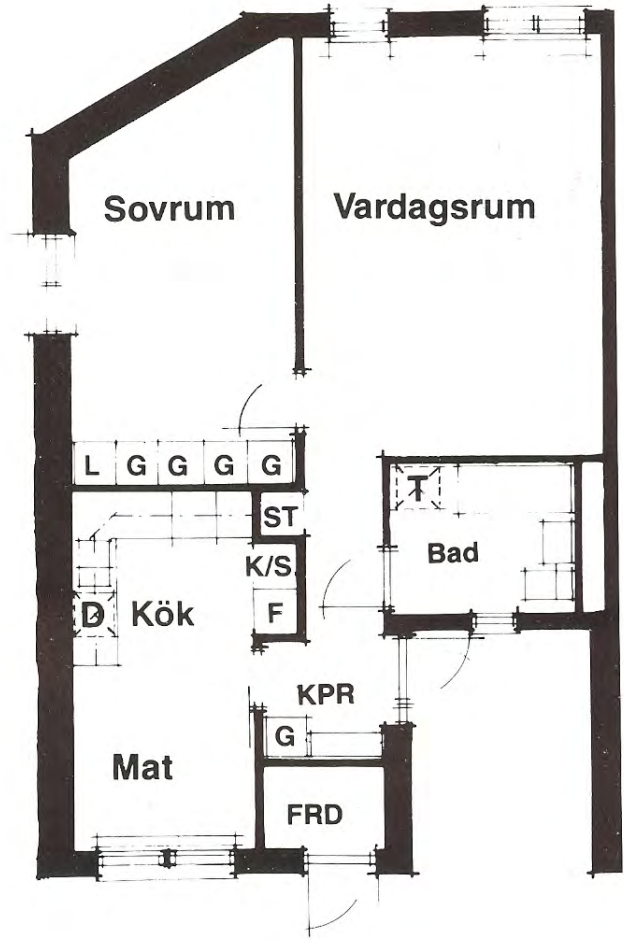 Sovrum
Vardagsrum
L G G G G
ST
T
Bad
K/S
F
D Kök
KPR
G
Mat
FRD